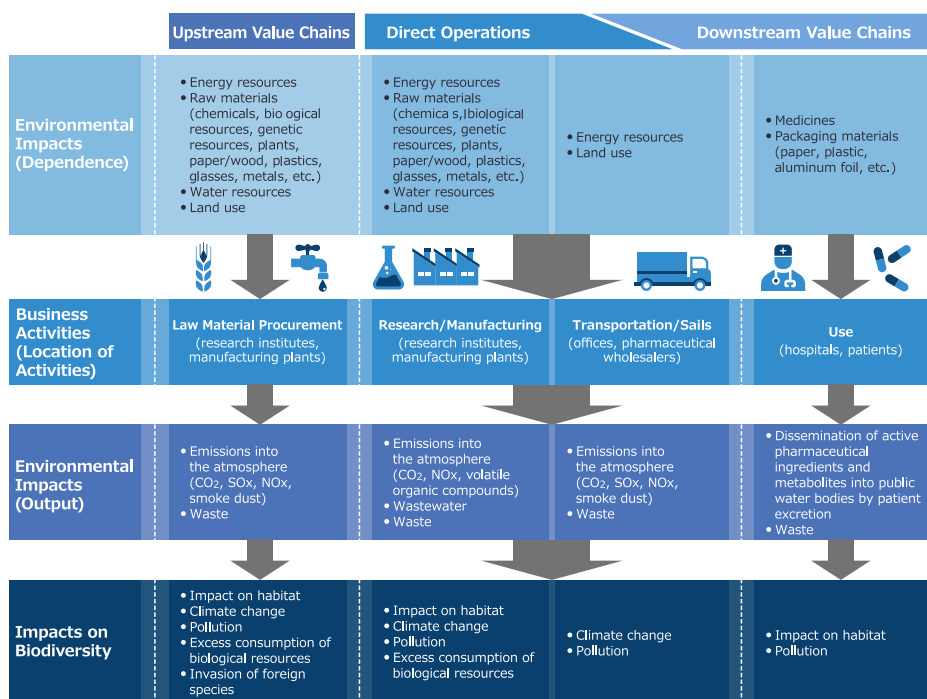 Upstream Value Chains
Direct Operations
Downstream Value Chains
Environmental
Impacts
(Dependence)
• Energy resources
• Raw materials
(chemicals, bio ogical
resources, genetic
resources, plants,
paper/wood, plastics,
glasses, metals, etc.)
• Water resources
• Land use
• Energy resources
• Raw materials
(chemica s,lbiological
resources, genetic
resources, plants,
paper/wood, plastics,
glasses, metals, etc.)
• Water resources
• Land use
• Energy resources
• Land use
• Medicines
• Packaging materials
(paper, plastic,
aluminum foil, etc.)
Business
Activities
(Location of
Activities)
Law Material Procurement
(research institutes,
manufacturing plants)
Research/Manufacturing
(research institutes,
manufacturing plants)
Transportation/Sails
(offices, pharmaceutical
wholesalers)
Use
(hospitals, patients)
Environmental
Impacts
(Output)
• Emissions into
the atmosphere
(CO₂, SOx, NOx,
smoke dust)
• Waste
• Emissions into
the atmosphere
(CO₂, NOx, volatile
organic compounds)
• Wastewater
• Waste
• Emissions into
the atmosphere
(CO₂, SOx, NOx,
smoke dust)
• Waste
• Dissemination of active
pharmaceutical
ingredients and
metabolites into public
water bodies by patient
excretion
• Waste
Impacts on
Biodiversity
• Impact on habitat
• Climate change
• Pollution
• Excess consumption of
biological resources
• Invasion of foreign
species
• Impact on habitat
• Climate change
• Pollution
• Excess consumption of
biological resources
• Climate change
• Pollution
• Impact on habitat
• Pollution